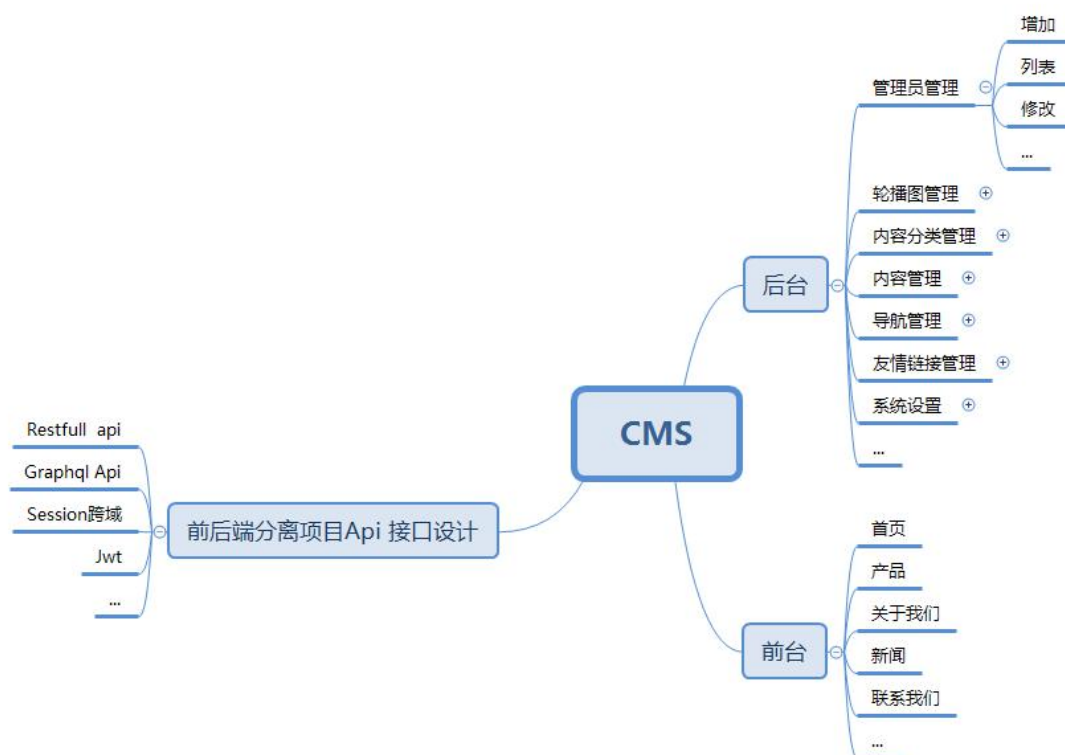 CMS
后台
管理员管理
增加
列表
修改
...
轮播图管理
内容分类管理
内容管理
导航管理
友情链接管理
系统设置
...
前台
首页
产品
关于我们
新闻
联系我们
...
前后端分离项目Api 接口设计
Restfull api
Graphql Api
Session跨域
Jwt
...